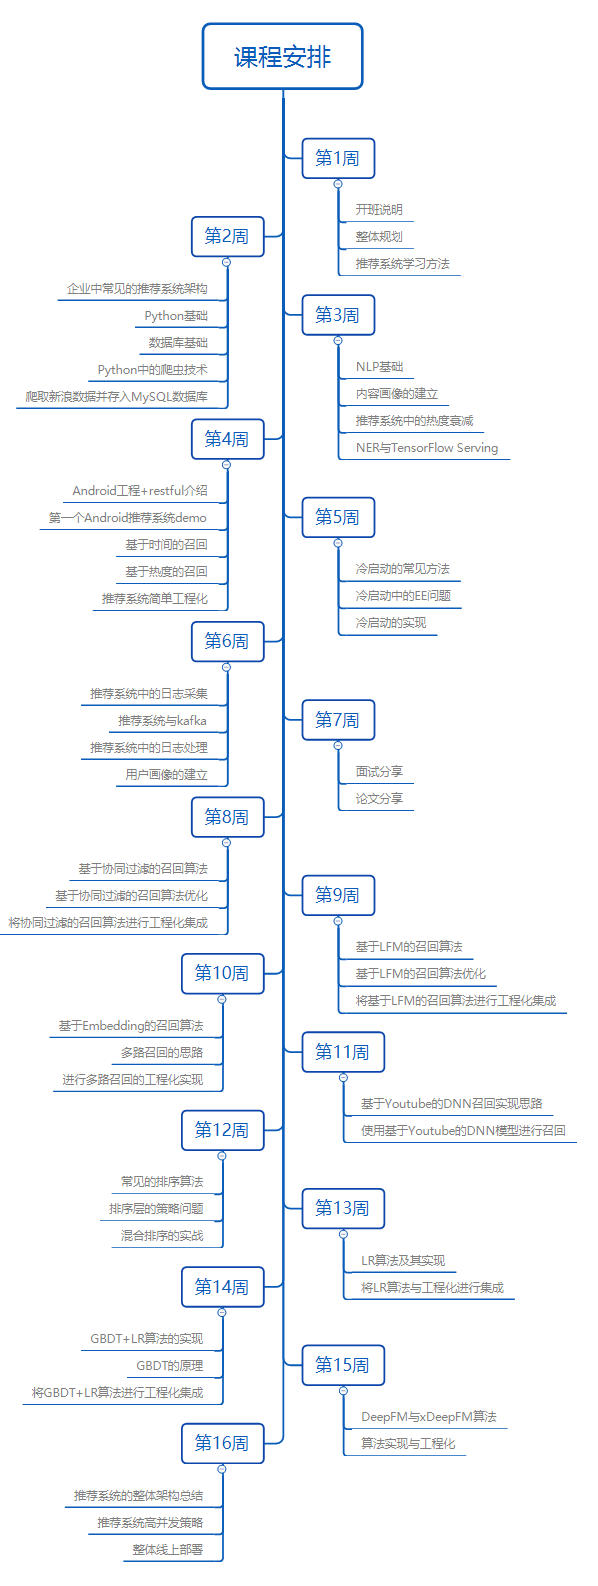 课程安排
第1周
开班说明
整体规划
推荐系统学习方法
第2周
企业中常见的推荐系统架构
Python基础
数据库基础
Python中的爬虫技术
爬取新浪数据并存入MySQL数据库
第3周
NLP基础
内容画像的建立
推荐系统中的热度衰减
NER与TensorFlow Serving
第4周
Android工程+restful介绍
第一个Android推荐系统demo
基于时间的召回
基于热度的召回
推荐系统简单工程化
第5周
冷启动的常见方法
冷启动中的EE问题
冷启动的实现
第6周
推荐系统中的日志采集
推荐系统与kafka
推荐系统中的日志处理
用户画像的建立
第7周
面试分享
论文分享
第8周
基于协同过滤的召回算法
基于协同过滤的召回算法优化
将协同过滤的召回算法进行工程化集成
第9周
基于LFM的召回算法
基于LFM的召回算法优化
将基于LFM的召回算法进行工程化集成
第10周
基于Embedding的召回算法
多路召回的思路
进行多路召回的工程化实现
第11周
基于Youtube的DNN召回实现思路
使用基于Youtube的DNN模型进行召回
第12周
常见的排序算法
排序层的策略问题
混合排序的实战
第13周
LR算法及其实现
将LR算法与工程化进行集成
第14周
GBDT+LR算法的实现
GBDT的原理
将GBDT+LR算法进行工程化集成
第15周
DeepFM与xDeepFM算法
算法实现与工程化
第16周
推荐系统的整体架构总结
推荐系统高并发策略
整体线上部署